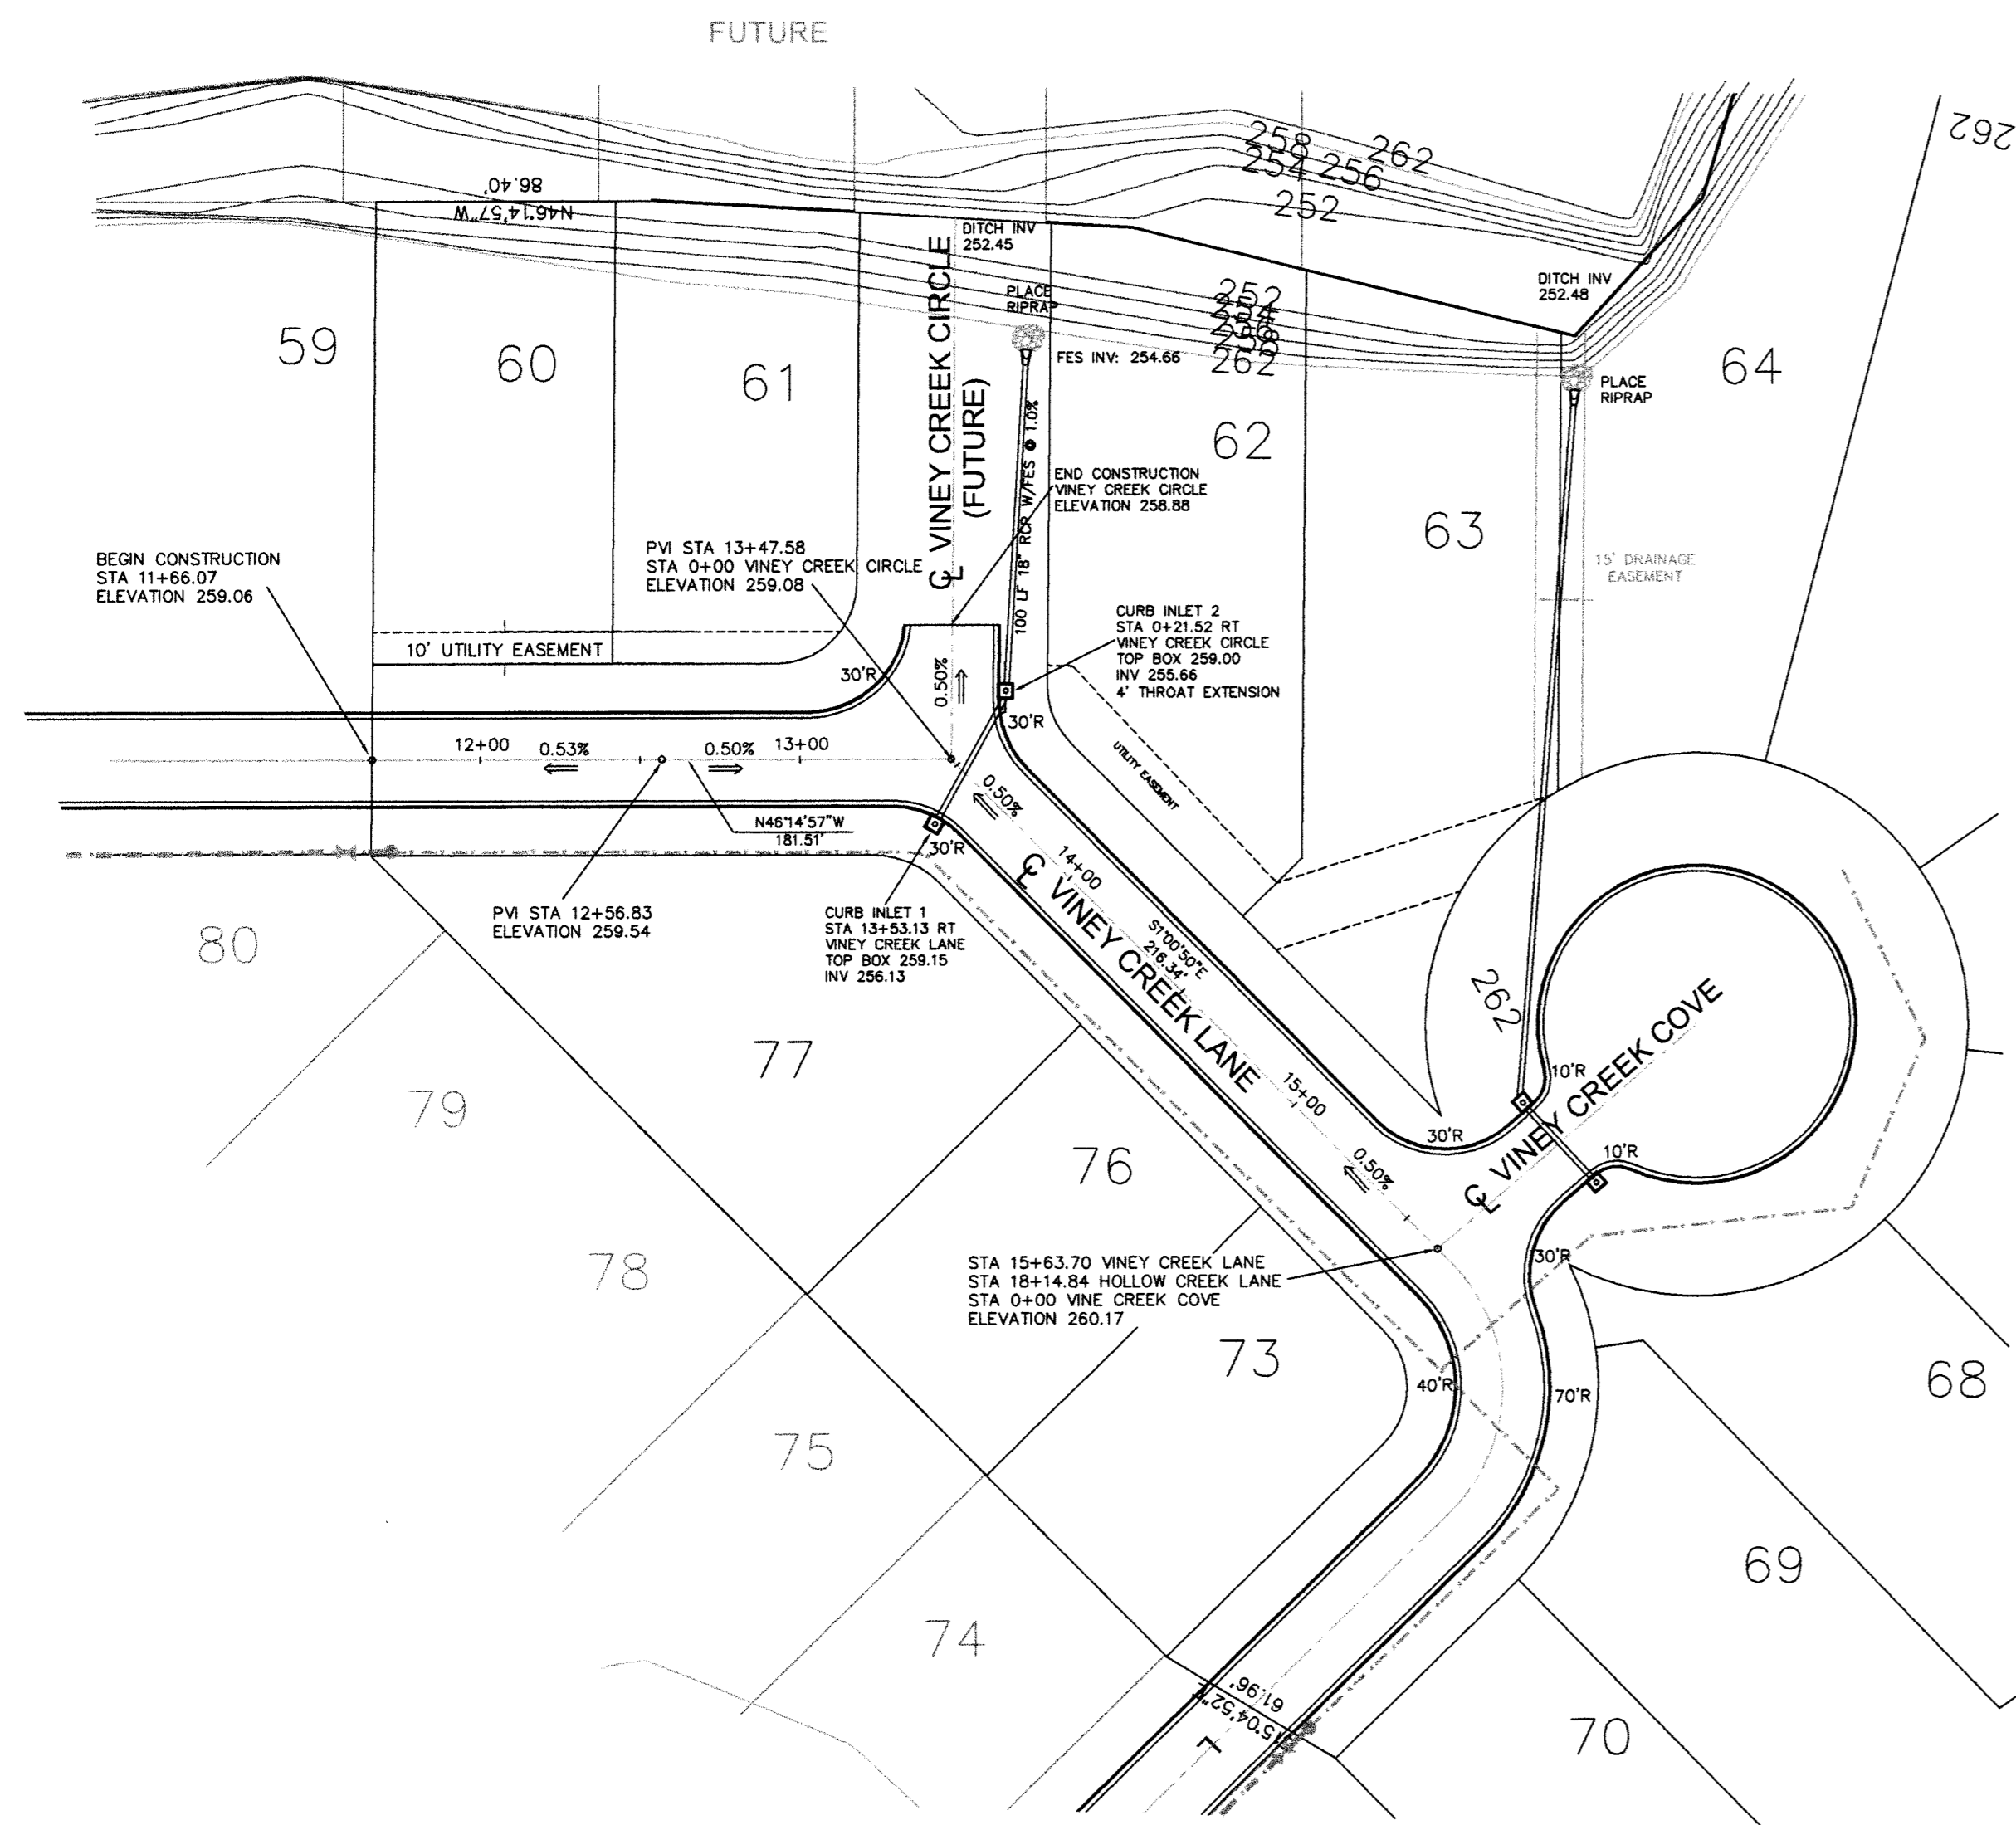 FUTURE
262
258
262
254 256
252
86.40'
N46°14'57"W
DITCH INV
252.45
DITCH INV
252.48
VINEY CREEK CIRCLE
(FUTURE)
PLACE
RIPRAP
252
254
256
258
262
FES INV: 254.66
PLACE
RIPRAP
59
60
61
62
63
64
100 LF 18" RCP W/FES @ 1.0%
END CONSTRUCTION
VINEY CREEK CIRCLE
ELEVATION 258.88
BEGIN CONSTRUCTION
STA 11+66.07
ELEVATION 259.06
PVI STA 13+47.58
STA 0+00 VINEY CREEK CIRCLE
ELEVATION 259.08
15' DRAINAGE
EASEMENT
CURB INLET 2
STA 0+21.52 RT
VINEY CREEK CIRCLE
TOP BOX 259.00
INV 255.66
4' THROAT EXTENSION
10' UTILITY EASEMENT
30'R
0.50%
30'R
12+00
0.53%
0.50%
13+00
UTILITY EASEMENT
0.50%
N46°14'57"W
181.51'
30'R
14+00
CL VINEY CREEK LANE
S1°00'50"E
216.34'
PVI STA 12+56.83
ELEVATION 259.54
CURB INLET 1
STA 13+53.13 RT
VINEY CREEK LANE
TOP BOX 259.15
INV 256.13
80
262
CL VINEY CREEK COVE
77
79
15+00
10'R
30'R
10'R
76
0.50%
78
30'R
STA 15+63.70 VINEY CREEK LANE
STA 18+14.84 HOLLOW CREEK LANE
STA 0+00 VINE CREEK COVE
ELEVATION 260.17
73
40'R
70'R
68
75
69
74
61.96'
15°04'52"
70